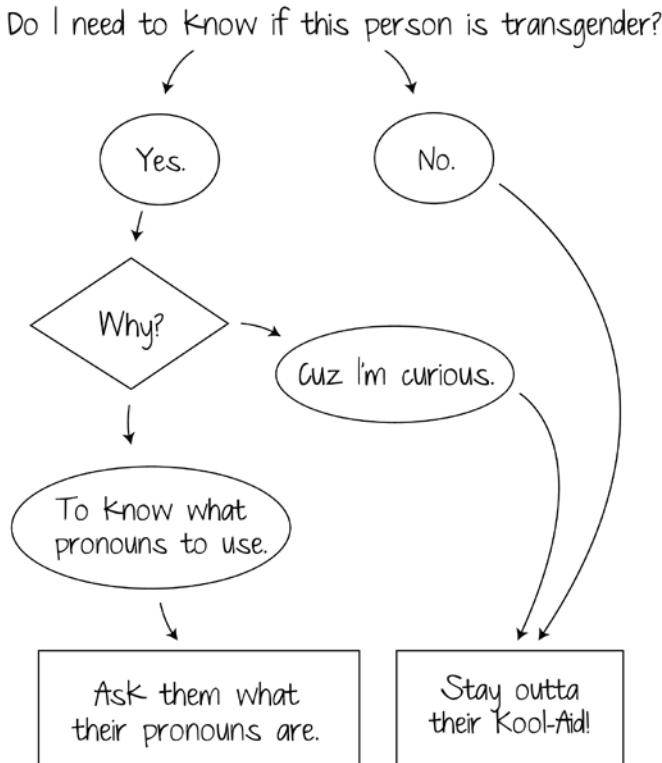 Do I need to know if this person is transgender?
Yes.
No.
Why?
Cuz I'm curious.
To know what
pronouns to use.
Ask them what
their pronouns are.
Stay outta
their Kool-Aid!